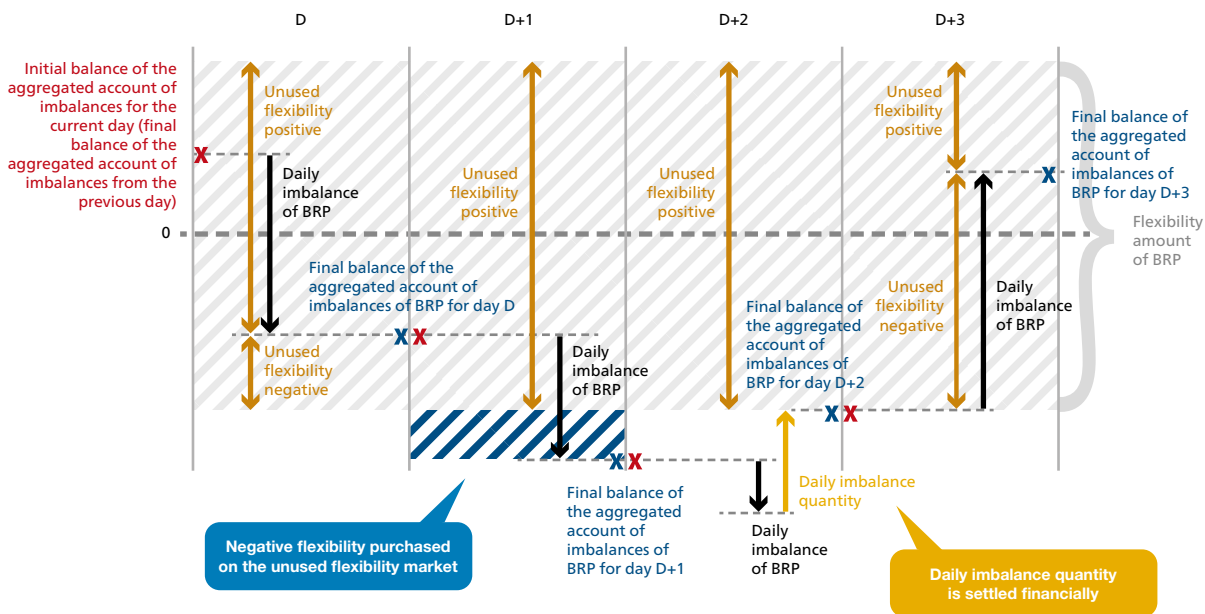 D
D+1
D+2
D+3
Initial balance of the
aggregated account of
imbalances for the
current day (final
balance of the
aggregated account of
imbalances from the
previous day)
0
Unused
flexibility
positive
X
Daily
imbalance
of BRP
Final balance of the
aggregated account of
imbalances of BRP for day D
X X
Unused
flexibility
negative
Unused
flexibility
positive
Daily
imbalance
of BRP
X X
Final balance of
the aggregated
account of
imbalances of
BRP for day D+1
Negative flexibility purchased
on the unused flexibility market
Unused
flexibility
positive
Final balance of
the aggregated
account of
imbalances of
BRP for day D+2
X X
Daily imbalance
quantity
Daily
imbalance
of BRP
Daily imbalance quantity
is settled financially
Unused
flexibility
positive
Unused
flexibility
negative
Daily
imbalance
of BRP
X
Final balance of
the aggregated
account of
imbalances of
BRP for day D+3
Flexibility
amount
of BRP